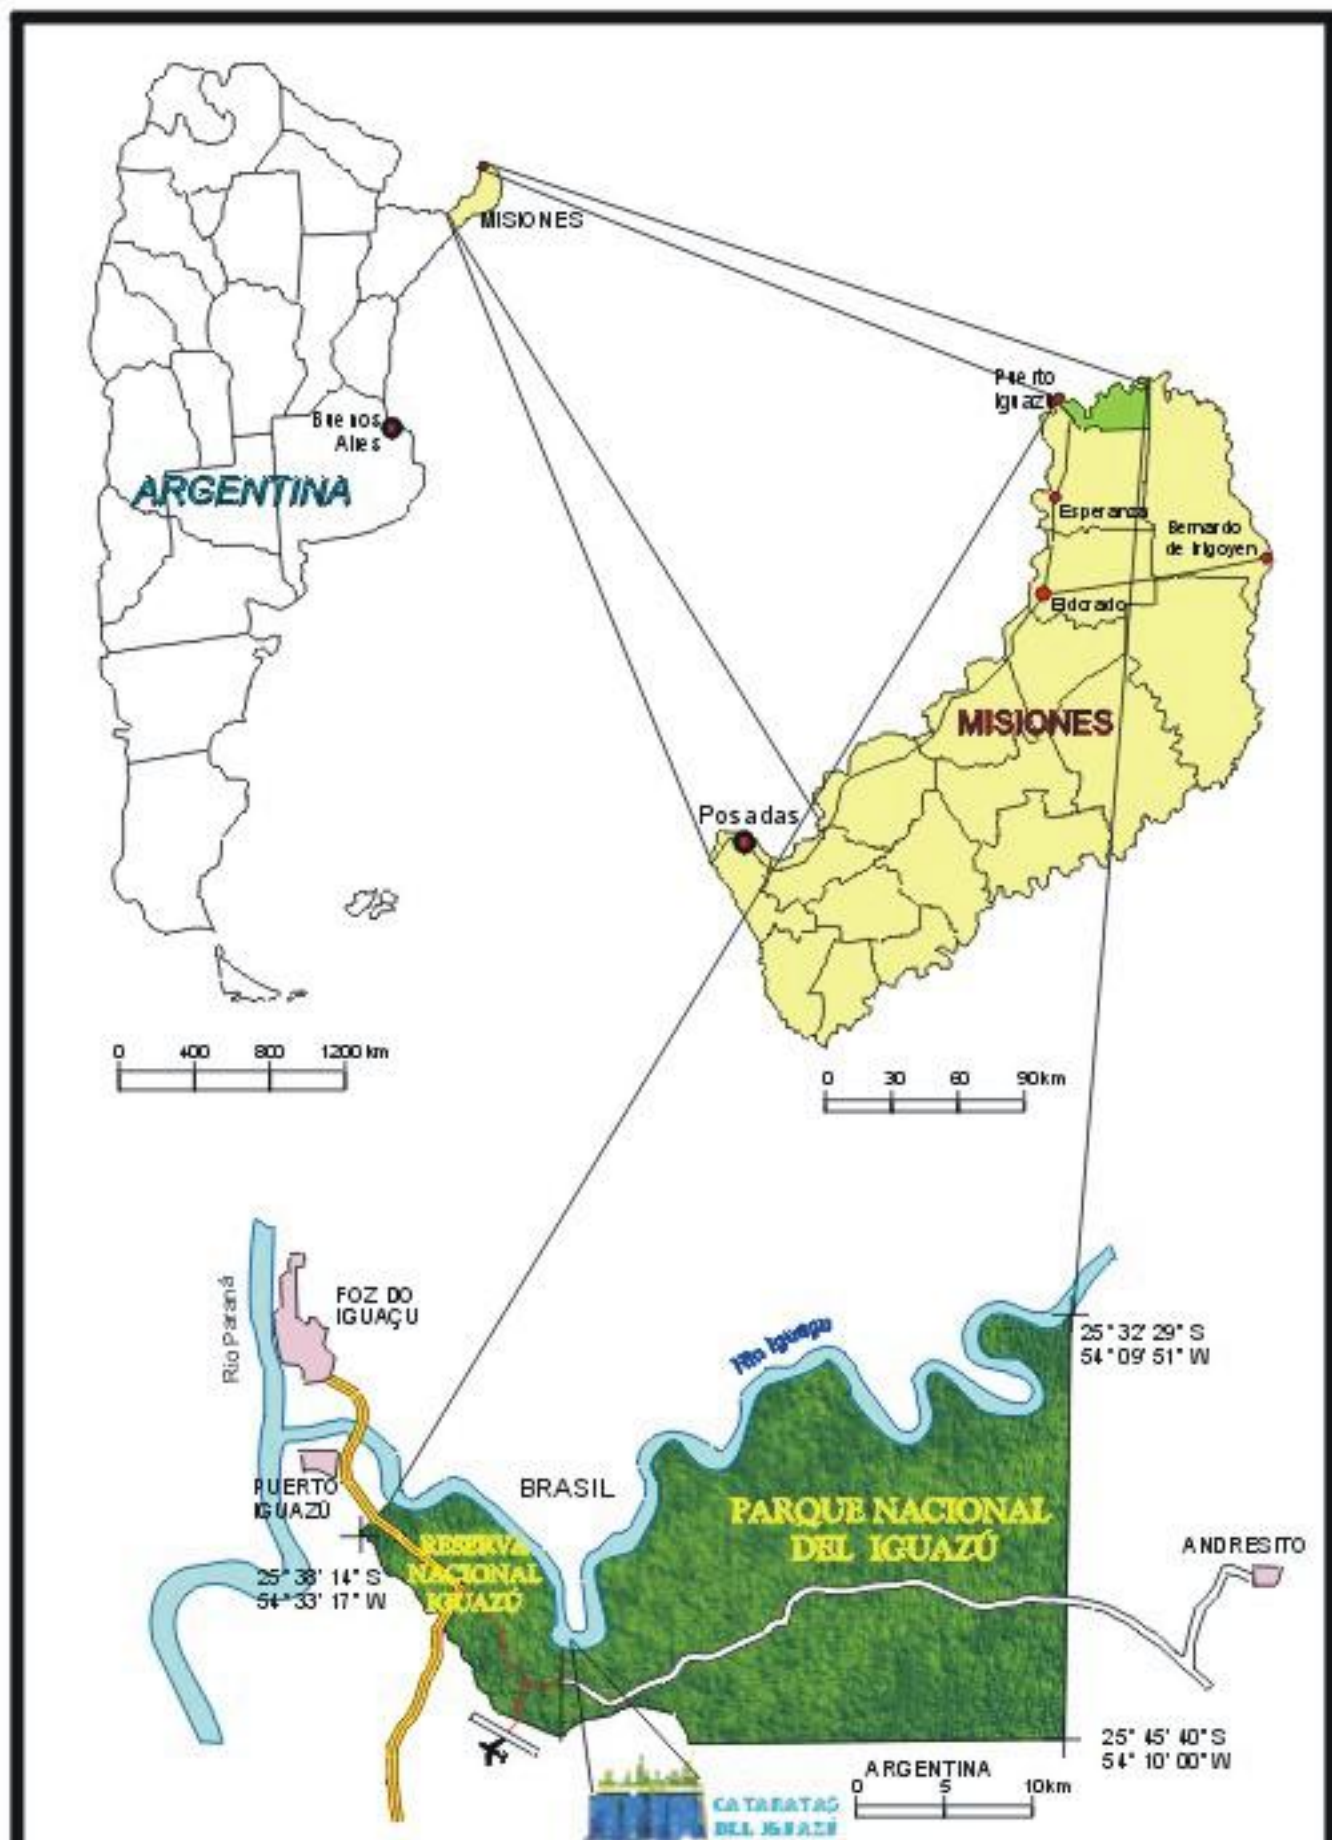 MISIONES
Buenos
Aires
ARGENTINA
0 400 800 1200 km
Puerto
Iguazú
Esperanza
Bernardo
de Irigoyen
Eldorado
MISIONES
Posadas
0 30 60 90 km
Rio Paraná
FOZ DO
IGUAÇU
Río Iguaçu
25° 32' 29" S
54° 09' 51" W
PUERTO
IGUAZÚ
BRASIL
PARQUE NACIONAL
DEL IGUAZÚ
ANDRESITO
RESERVA
NACIONAL
IGUAZÚ
25° 38' 14" S
54° 33' 17" W
25° 45' 40" S
54° 10' 00" W
ARGENTINA
0 5 10km
CATARATAS
DEL IGUAZÚ